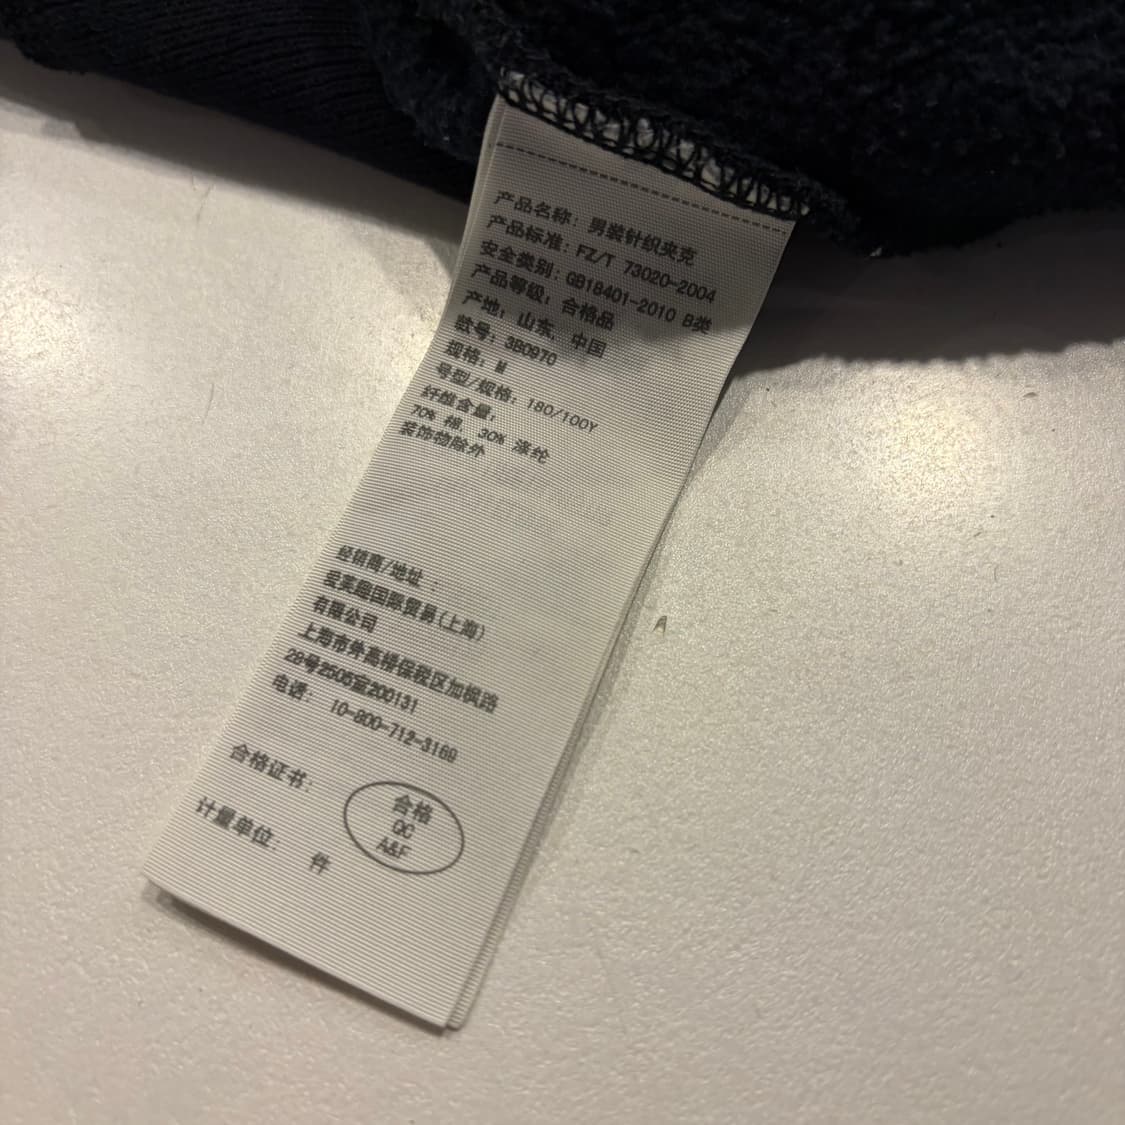 产品名称: 男装针织夹克
产品标准: FZ/T 73020-2004
安全类别: GB18401-2010 B类
产品等级: 合格品
产地: 山东, 中国
款号: 3B0970
规格: M
号型/规格: 180/100Y
纤维含量:
70% 棉, 30% 涤纶
装饰物除外
经销商/地址 :
爱芙趣国际贸易(上海)
有限公司
上海市外高桥保税区加枫路
28号2506室200131
电话: 10-800-712-3169
合格证书:
合格
QC
A&F
计量单位: 件